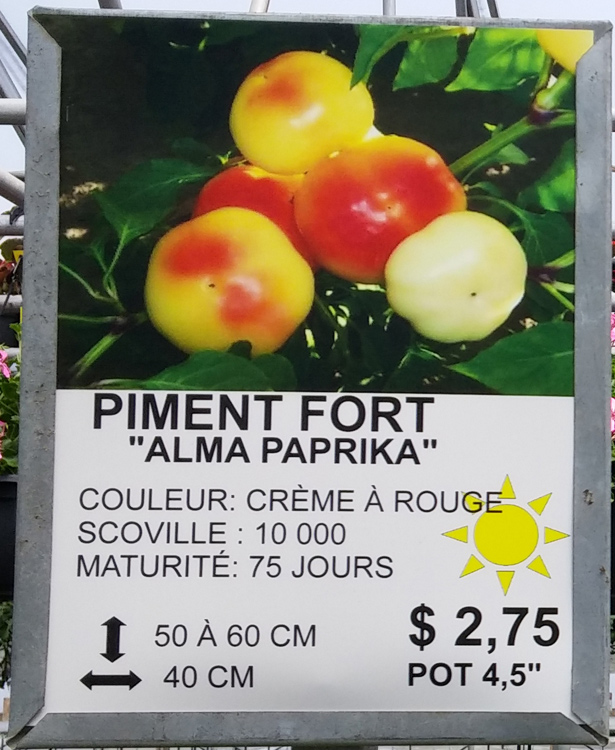 PIMENT FORT
"ALMA PAPRIKA"
COULEUR: CRÈME À ROUGE
SCOVILLE : 10 000
MATURITÉ: 75 JOURS
50 À 60 CM
40 CM
$ 2,75
POT 4,5"